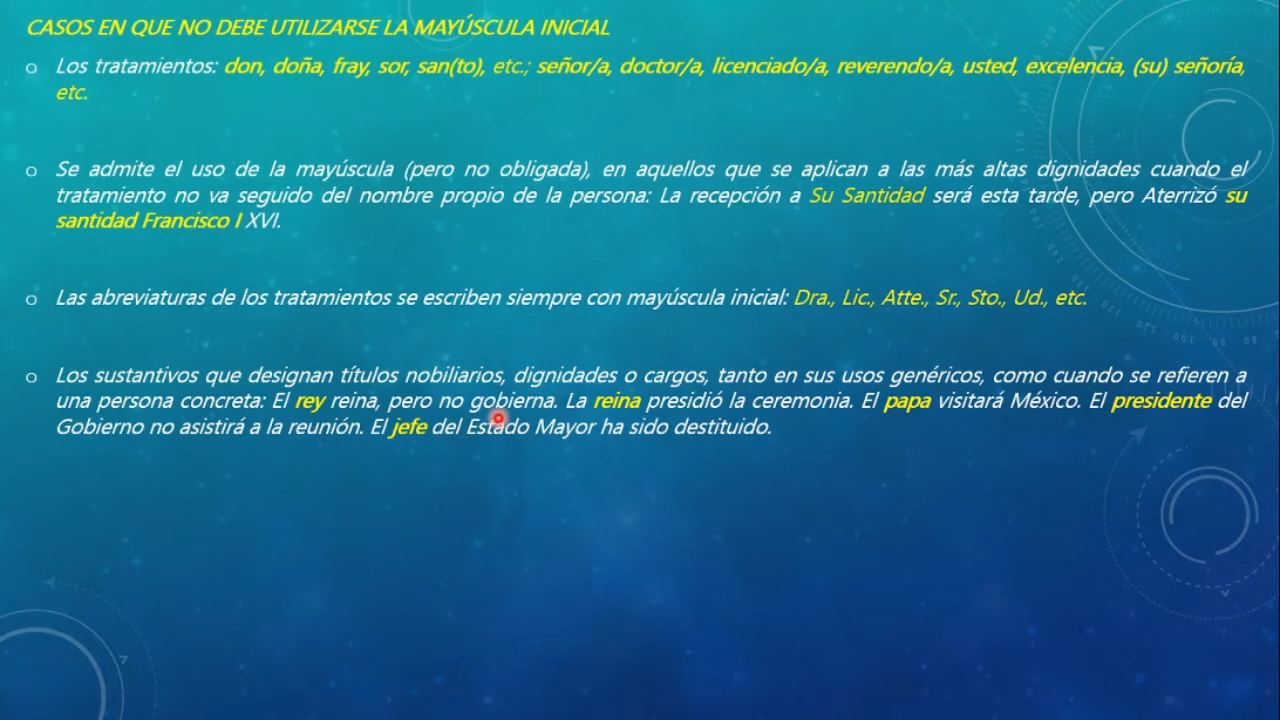 CASOS EN QUE NO DEBE UTILIZARSE LA MAYÚSCULA INICIAL
o Los tratamientos: don, doña, fray, sor, san(to), etc.; señor/a, doctor/a, licenciado/a, reverendo/a, usted, excelencia, (su) señoría,
etc.
o Se admite el uso de la mayúscula (pero no obligada), en aquellos que se aplican a las más altas dignidades cuando el
tratamiento no va seguido del nombre propio de la persona: La recepción a Su Santidad será esta tarde, pero Aterrizó su
santidad Francisco I XVI.
o Las abreviaturas de los tratamientos se escriben siempre con mayúscula inicial: Dra., Lic., Atte., Sr., Sto., Ud., etc.
o Los sustantivos que designan títulos nobiliarios, dignidades o cargos, tanto en sus usos genéricos, como cuando se refieren a
una persona concreta: El rey reina, pero no gobierna. La reina presidió la ceremonia. El papa visitará México. El presidente del
Gobierno no asistirá a la reunión. El jefe del Estado Mayor ha sido destituido.